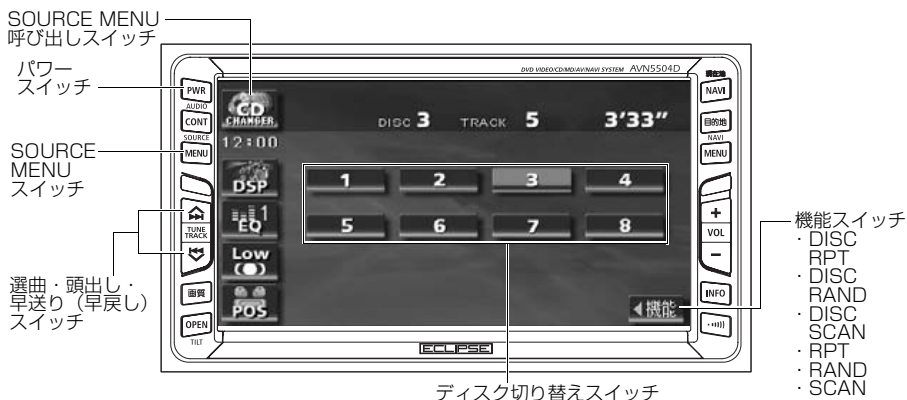 SOURCE MENU
呼び出しスイッチ
パワー
スイッチ
SOURCE
MENU
スイッチ
選曲・頭出し・
早送り（早戻し）
スイッチ
DVD VIDEO/CD/MD/AV/NAVI SYSTEM AVN5504D
PWR
AUDIO
CONT
SOURCE
MENU
TUNE
TRACK
画質
OPEN
TILT
CD
CHANGER
12:00
DSP
EQ 1
Low
POS
DISC 3 TRACK 5 3'33"
1 2 3 4
5 6 7 8
◀機能
現在地
NAVI
目的地
NAVI
MENU
+
VOL
−
INFO
ECLIPSE
ディスク切り替えスイッチ
機能スイッチ
・DISC
RPT
・DISC
RAND
・DISC
SCAN
・RPT
・RAND
・SCAN